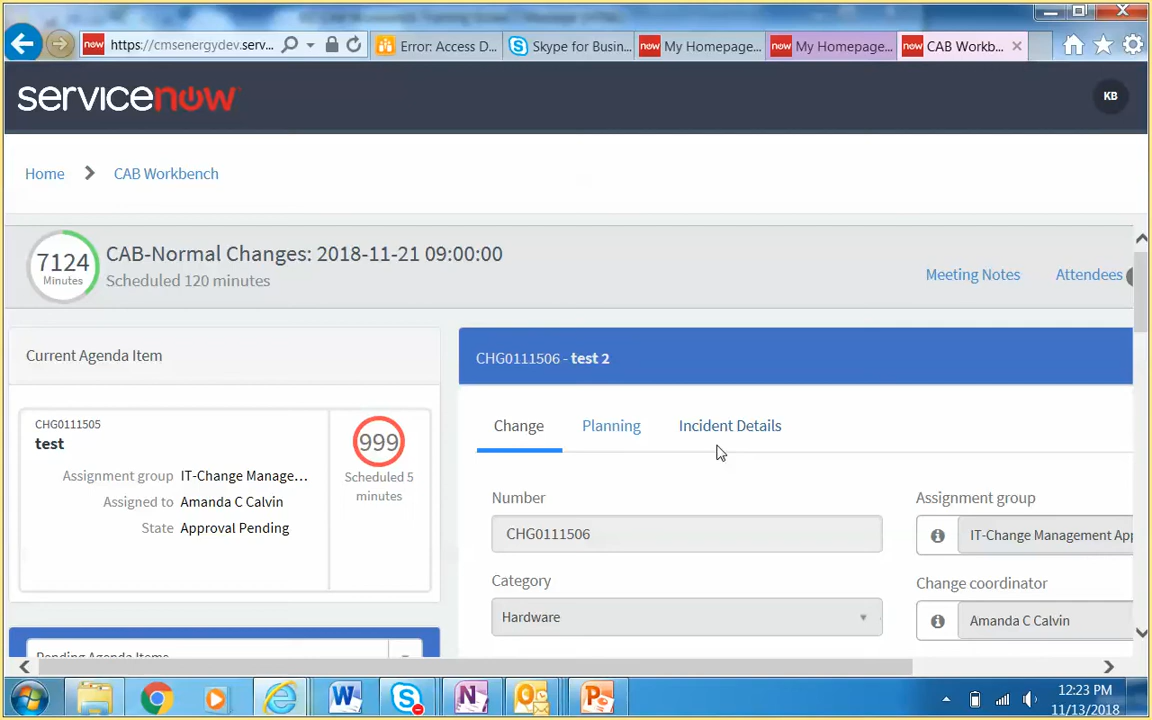 https://cmsenergydev.serv...
Error: Access D...
Skype for Busin...
now My Homepage...
now My Homepage...
now CAB Workb...
servicenow
KB
Home
CAB Workbench
7124
Minutes
CAB-Normal Changes: 2018-11-21 09:00:00
Scheduled 120 minutes
Meeting Notes
Attendees
Current Agenda Item
CHG0111505
test
999
Scheduled 5
minutes
Assignment group IT-Change Manage...
Assigned to Amanda C Calvin
State Approval Pending
Pending Agenda Items
CHG0111506 - test 2
Change
Planning
Incident Details
Number
CHG0111506
Assignment group
IT-Change Management App
Category
Hardware
Change coordinator
Amanda C Calvin
12:23 PM
11/13/2018